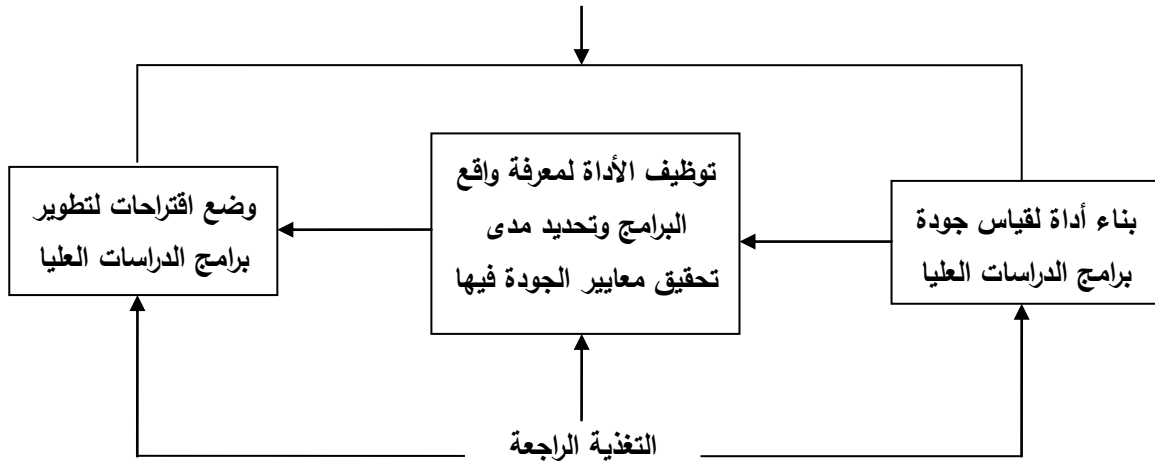 بناء أداة لقياس جودة
برامج الدراسات العليا
توظيف الأداة لمعرفة واقع
البرامج وتحديد مدى
تحقيق معايير الجودة فيها
وضع اقتراحات لتطوير
برامج الدراسات العليا
التغذية الراجعة